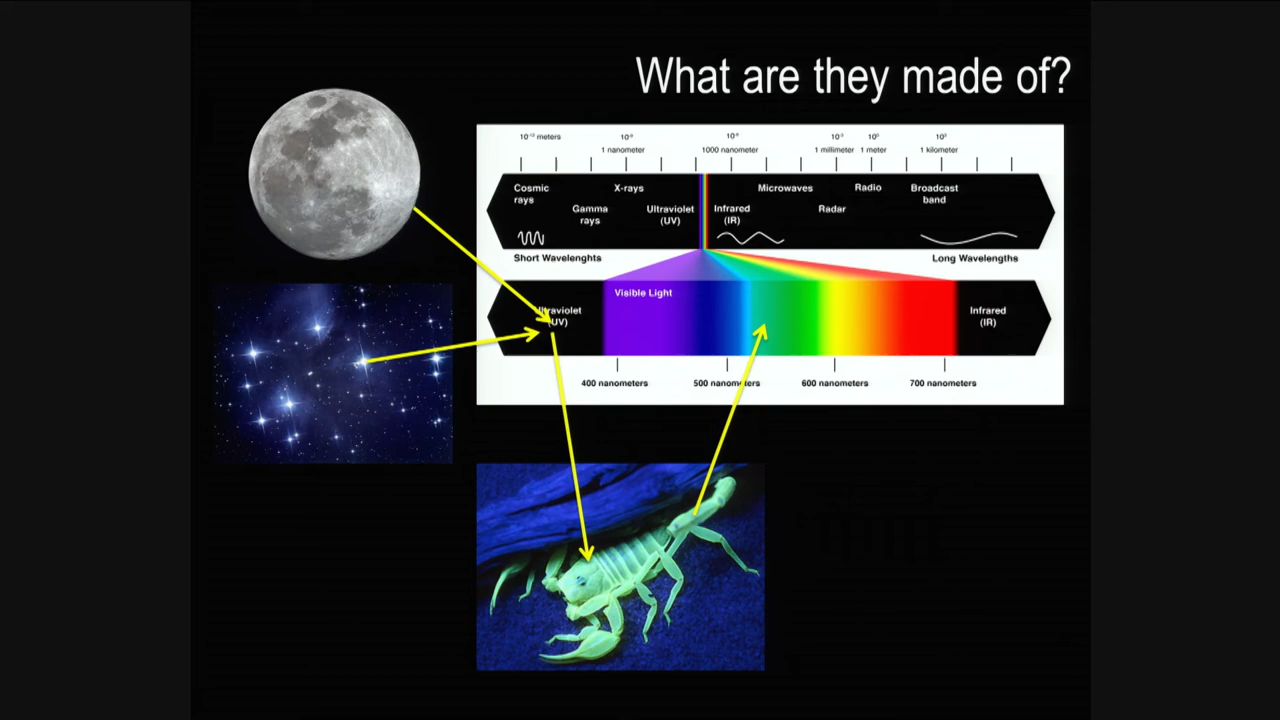 What are they made of?
10⁻¹² meters 10⁻⁹ 10⁻⁶ 10⁻³ 10⁰ 10³
1 nanometer 1000 nanometer 1 millimeter 1 meter 1 kilometer
Cosmic rays
X-rays
Microwaves
Radio
Broadcast band
Gamma rays
Ultraviolet (UV)
Infrared (IR)
Radar
Short Wavelenghts
Long Wavelengths
Visible Light
Ultraviolet (UV)
Infrared (IR)
400 nanometers 500 nanometers 600 nanometers 700 nanometers